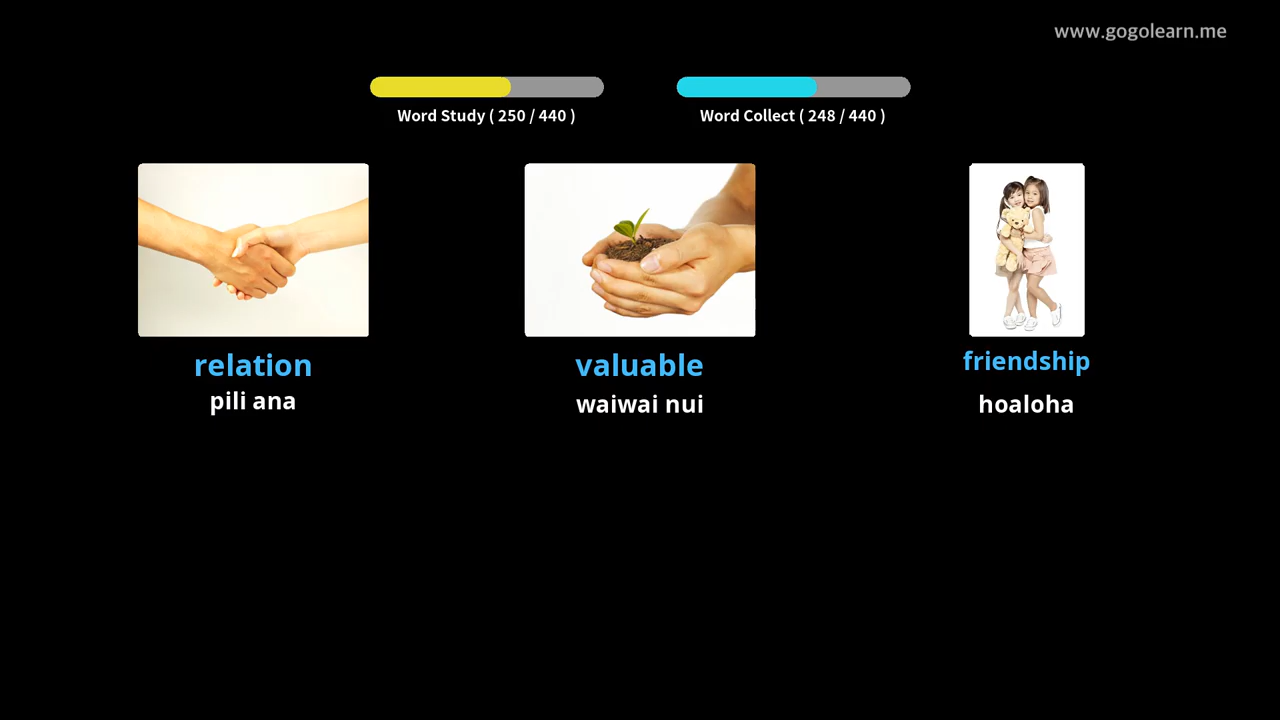 www.gogolearn.me
Word Study ( 250 / 440 )
Word Collect ( 248 / 440 )
relation
pili ana
valuable
waiwai nui
friendship
hoaloha